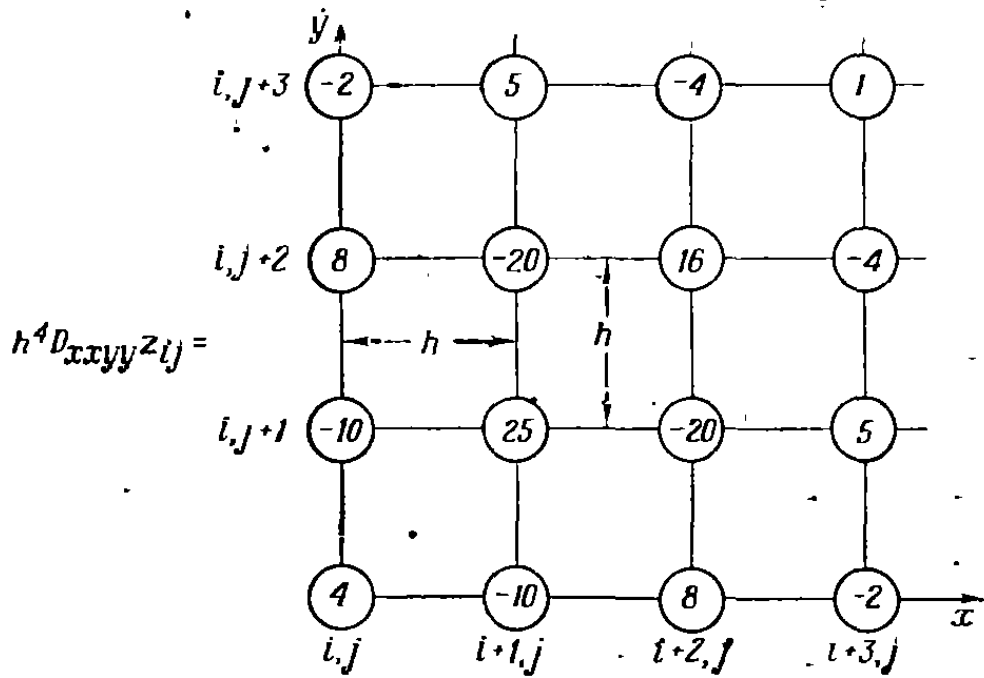 y
i,j+3 -2 5 -4 1
i,j+2 8 -20 16 -4
h⁴D_xxyy z_ij = h h
i,j+1 -10 25 -20 5
4 -10 8 -2 x
i,j i+1,j i+2,j i+3,j